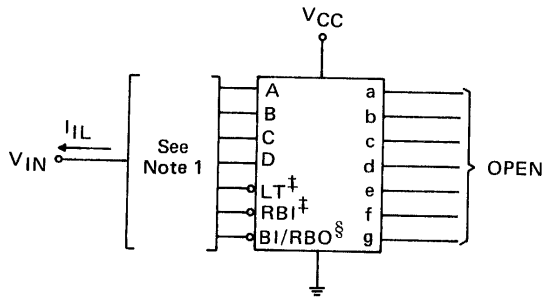 VCC
A a
B b
IIL See C c
VIN Note 1 D d OPEN
LT‡ e
RBI‡ f
BI/RBO§ g